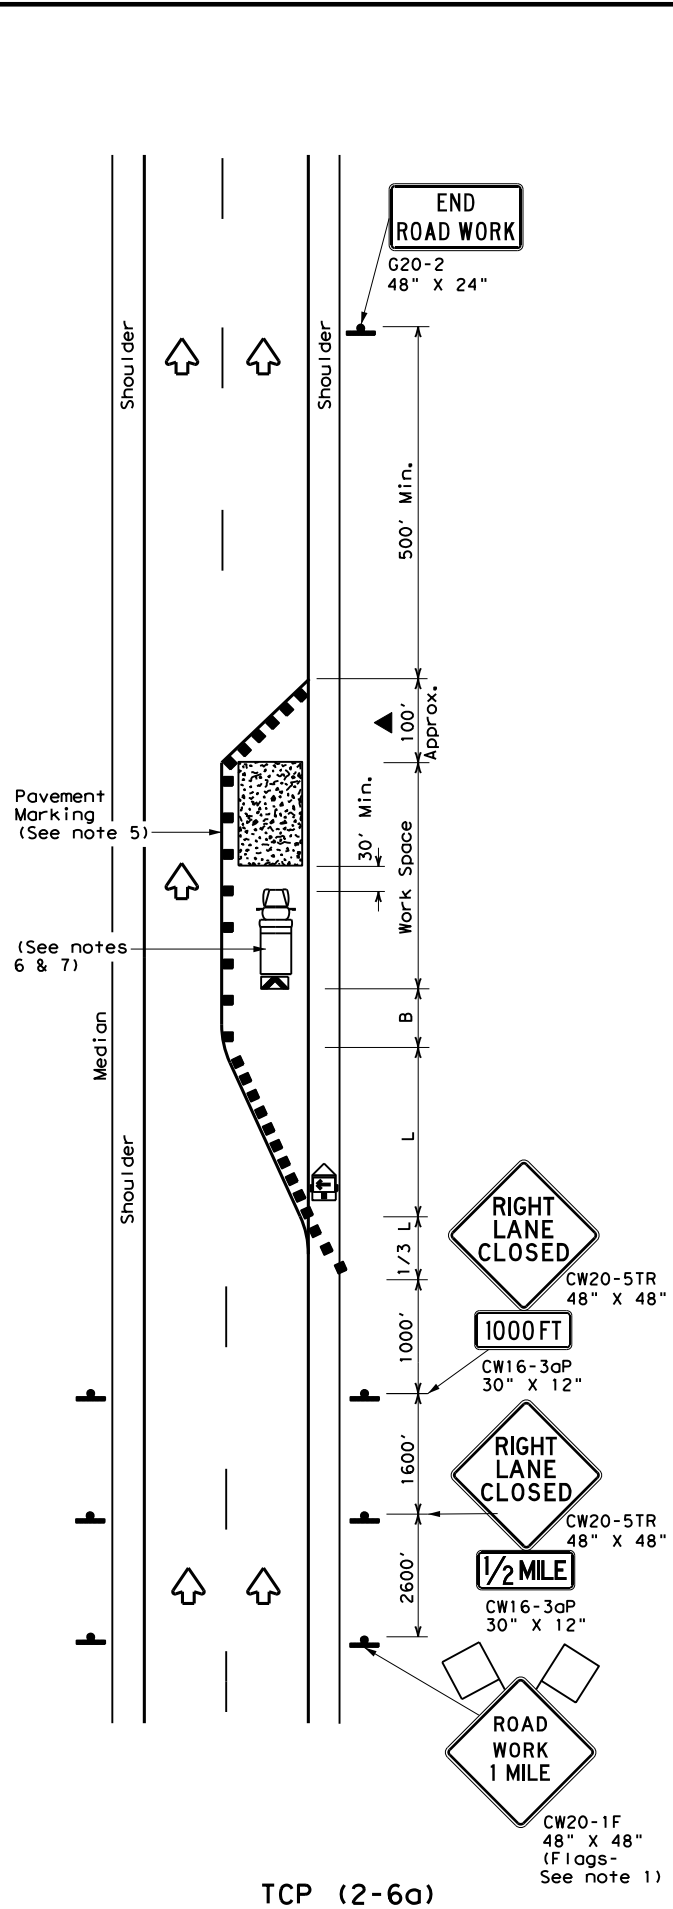 END
ROAD WORK
G20-2
48" X 24"
Shoulder
Shoulder
500' Min.
100'
Approx.
30' Min.
Work Space
Pavement
Marking
(See note 5)
(See notes
6 & 7)
B
Median
L
Shoulder
1/3 L
RIGHT
LANE
CLOSED
CW20-5TR
48" X 48"
1000 FT
CW16-3aP
30" X 12"
1000'
1600'
RIGHT
LANE
CLOSED
CW20-5TR
48" X 48"
1/2 MILE
CW16-3aP
30" X 12"
2600'
ROAD
WORK
1 MILE
CW20-1F
48" X 48"
(Flags-
See note 1)
TCP (2-6a)